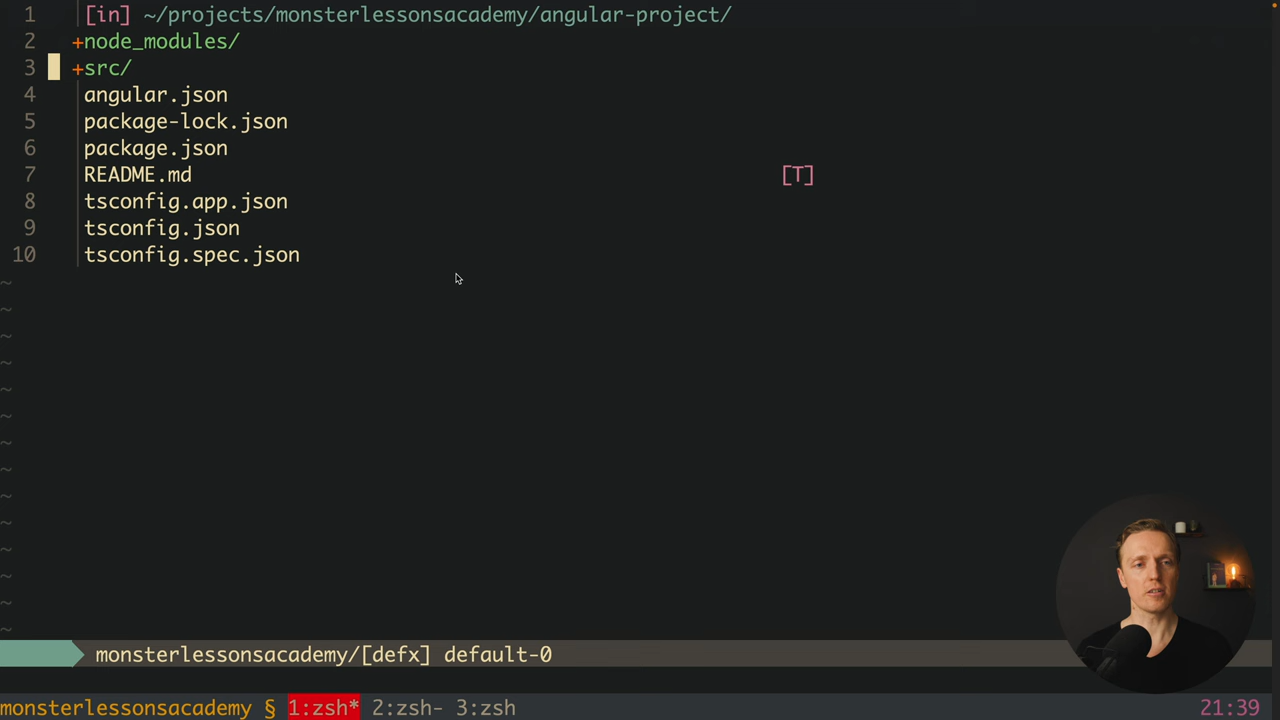 1 [in] ~/projects/monsterlessonsacademy/angular-project/
2 +node_modules/
3 +src/
4 angular.json
5 package-lock.json
6 package.json
7 README.md [T]
8 tsconfig.app.json
9 tsconfig.json
10 tsconfig.spec.json
~
~
~
~
~
~
~
~
~
~
~
~
~
~
monsterlessonsacademy/[defx] default-0
monsterlessonsacademy § 1:zsh* 2:zsh- 3:zsh 21:39